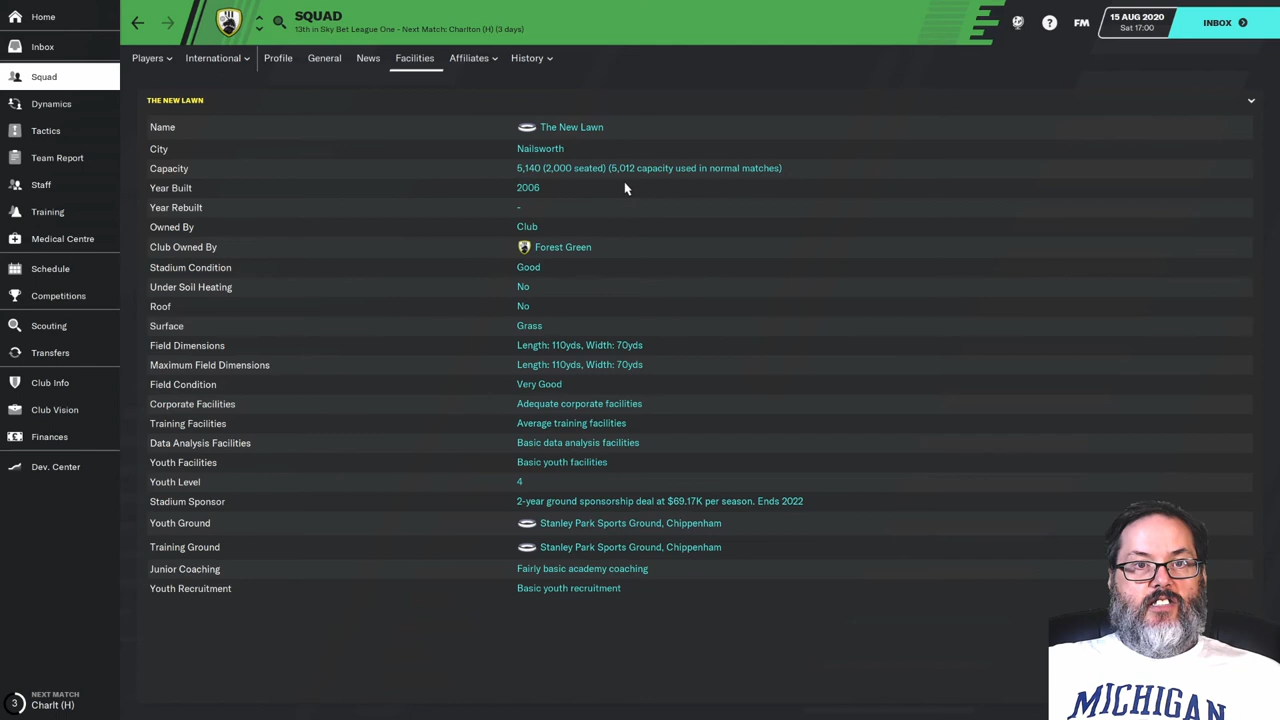 Home
Inbox
Squad
Dynamics
Tactics
Team Report
Staff
Training
Medical Centre
Schedule
Competitions
Scouting
Transfers
Club Info
Club Vision
Finances
Dev. Center
3 NEXT MATCH
Charlt (H)
SQUAD
13th in Sky Bet League One - Next Match: Charlton (H) (3 days)
? FM 15 AUG 2020 INBOX
Sat 17:00
Players International Profile General News Facilities Affiliates History
THE NEW LAWN
Name The New Lawn
City Nailsworth
Capacity 5,140 (2,000 seated) (5,012 capacity used in normal matches)
Year Built 2006
Year Rebuilt -
Owned By Club
Club Owned By Forest Green
Stadium Condition Good
Under Soil Heating No
Roof No
Surface Grass
Field Dimensions Length: 110yds, Width: 70yds
Maximum Field Dimensions Length: 110yds, Width: 70yds
Field Condition Very Good
Corporate Facilities Adequate corporate facilities
Training Facilities Average training facilities
Data Analysis Facilities Basic data analysis facilities
Youth Facilities Basic youth facilities
Youth Level 4
Stadium Sponsor 2-year ground sponsorship deal at $69.17K per season. Ends 2022
Youth Ground Stanley Park Sports Ground, Chippenham
Training Ground Stanley Park Sports Ground, Chippenham
Junior Coaching Fairly basic academy coaching
Youth Recruitment Basic youth recruitment
MICHIGAN